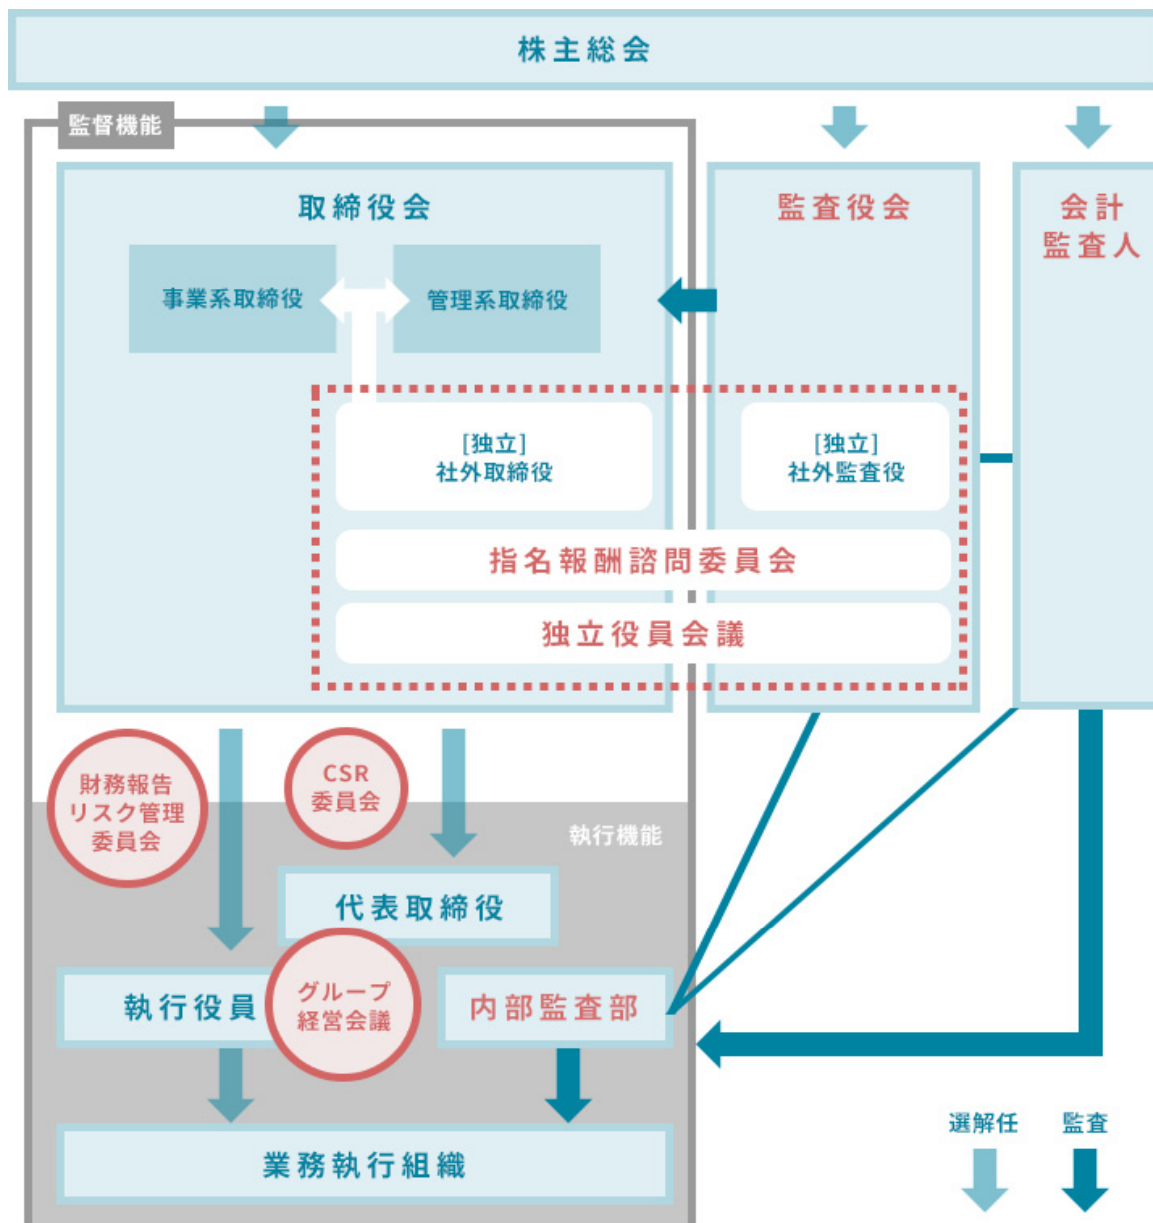 株主総会
監督機能
取締役会
監査役会
会計
監査人
事業系取締役
管理系取締役
[独立]
社外取締役
[独立]
社外監査役
指名報酬諮問委員会
独立役員会議
財務報告
リスク管理
委員会
CSR
委員会
執行機能
代表取締役
執行役員
グループ
経営会議
内部監査部
業務執行組織
選解任
監査